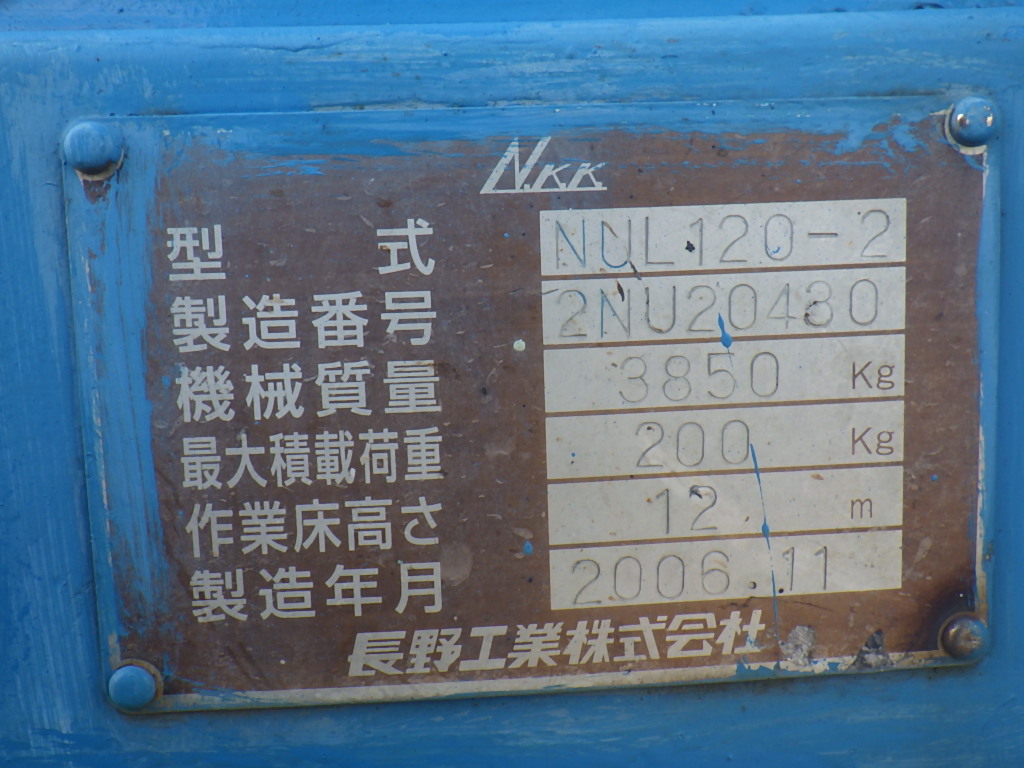 N.KK
型式 NUL120-2
製造番号 2NU20430
機械質量 3850 Kg
最大積載荷重 200 Kg
作業床高さ 12 m
製造年月 2006.11
長野工業株式会社